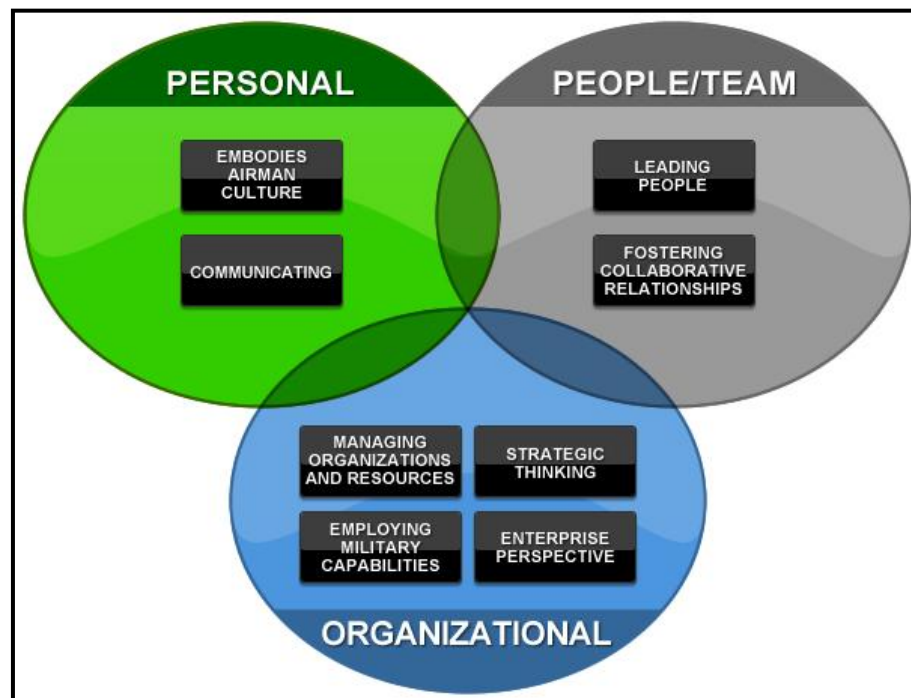 PERSONAL
EMBODIES
AIRMAN
CULTURE
COMMUNICATING
PEOPLE/TEAM
LEADING
PEOPLE
FOSTERING
COLLABORATIVE
RELATIONSHIPS
MANAGING
ORGANIZATIONS
AND RESOURCES
STRATEGIC
THINKING
EMPLOYING
MILITARY
CAPABILITIES
ENTERPRISE
PERSPECTIVE
ORGANIZATIONAL